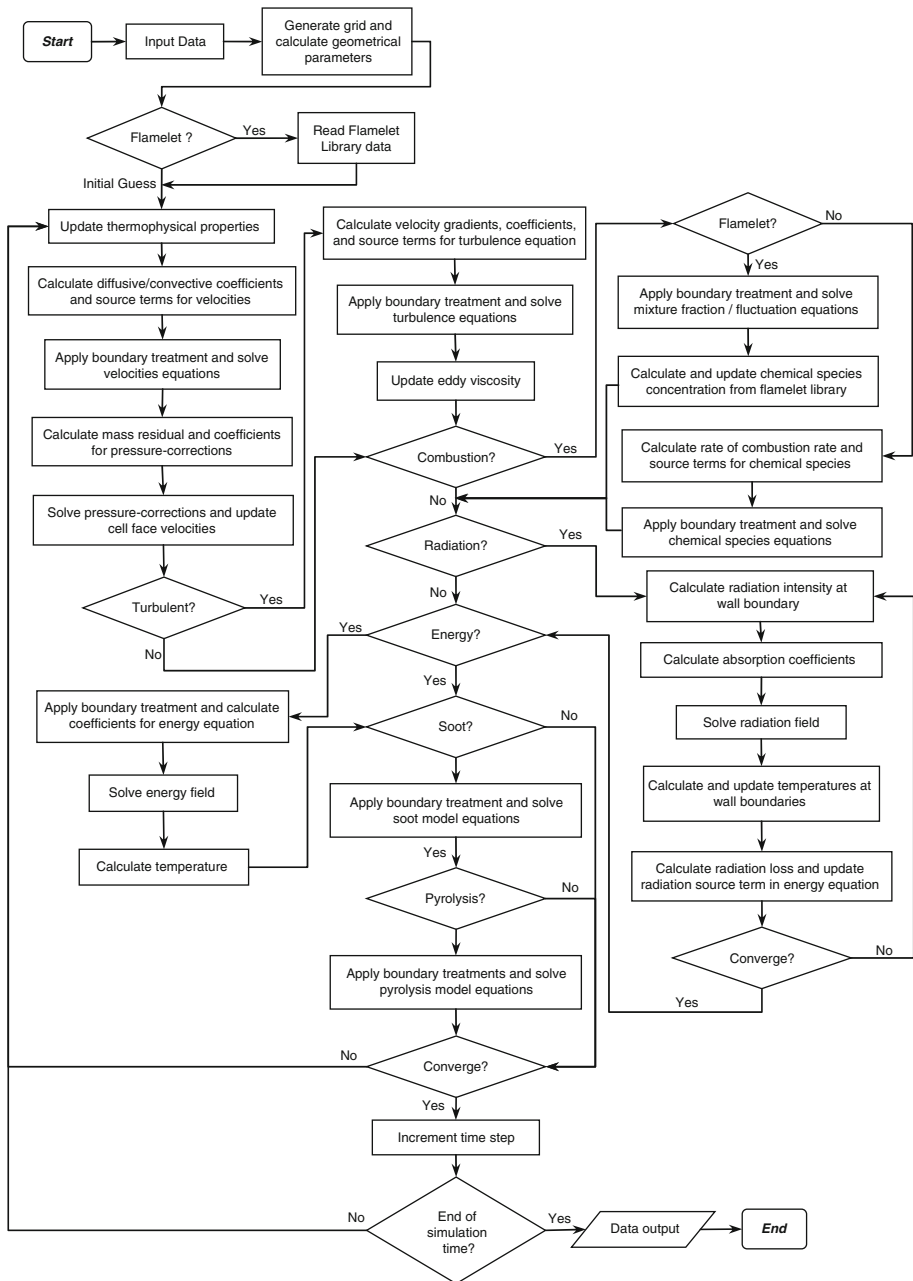 Start
Input Data
Generate grid and
calculate geometrical
parameters
Flamelet ?
Yes
Read Flamelet
Library data
Initial Guess
Update thermophysical properties
Calculate diffusive/convective coefficients
and source terms for velocities
Apply boundary treatment and solve
velocities equations
Calculate mass residual and coefficients
for pressure-corrections
Solve pressure-corrections and update
cell face velocities
Turbulent?
Yes
No
Calculate velocity gradients, coefficients,
and source terms for turbulence equation
Apply boundary treatment and solve
turbulence equations
Update eddy viscosity
Combustion?
Yes
No
Flamelet?
No
Yes
Apply boundary treatment and solve
mixture fraction / fluctuation equations
Calculate and update chemical species
concentration from flamelet library
Calculate rate of combustion rate and
source terms for chemical species
Apply boundary treatment and solve
chemical species equations
Radiation?
Yes
No
Calculate radiation intensity at
wall boundary
Calculate absorption coefficients
Solve radiation field
Calculate and update temperatures at
wall boundaries
Calculate radiation loss and update
radiation source term in energy equation
Converge?
No
Yes
Energy?
Yes
Yes
Apply boundary treatment and calculate
coefficients for energy equation
Solve energy field
Calculate temperature
Soot?
No
Apply boundary treatment and solve
soot model equations
Yes
Pyrolysis?
No
Apply boundary treatments and solve
pyrolysis model equations
Converge?
No
Yes
Increment time step
End of
simulation
time?
No
Yes
Data output
End